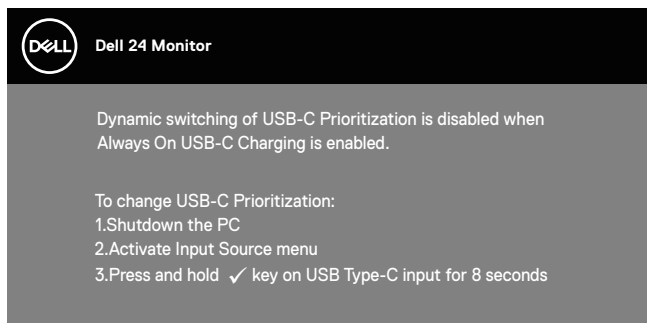 DELL
Dell 24 Monitor
Dynamic switching of USB-C Prioritization is disabled when
Always On USB-C Charging is enabled.
To change USB-C Prioritization:
1.Shutdown the PC
2.Activate Input Source menu
3.Press and hold ✓ key on USB Type-C input for 8 seconds